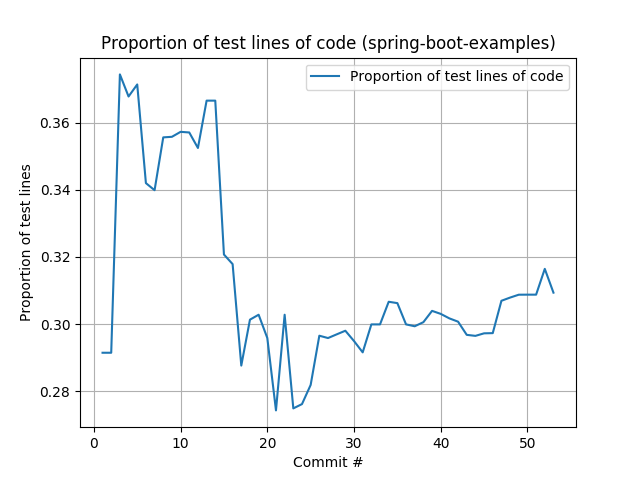 Proportion of test lines of code (spring-boot-examples)
Proportion of test lines of code
0.36
0.34
0.32
0.30
0.28
Proportion of test lines
0 10 20 30 40 50
Commit #